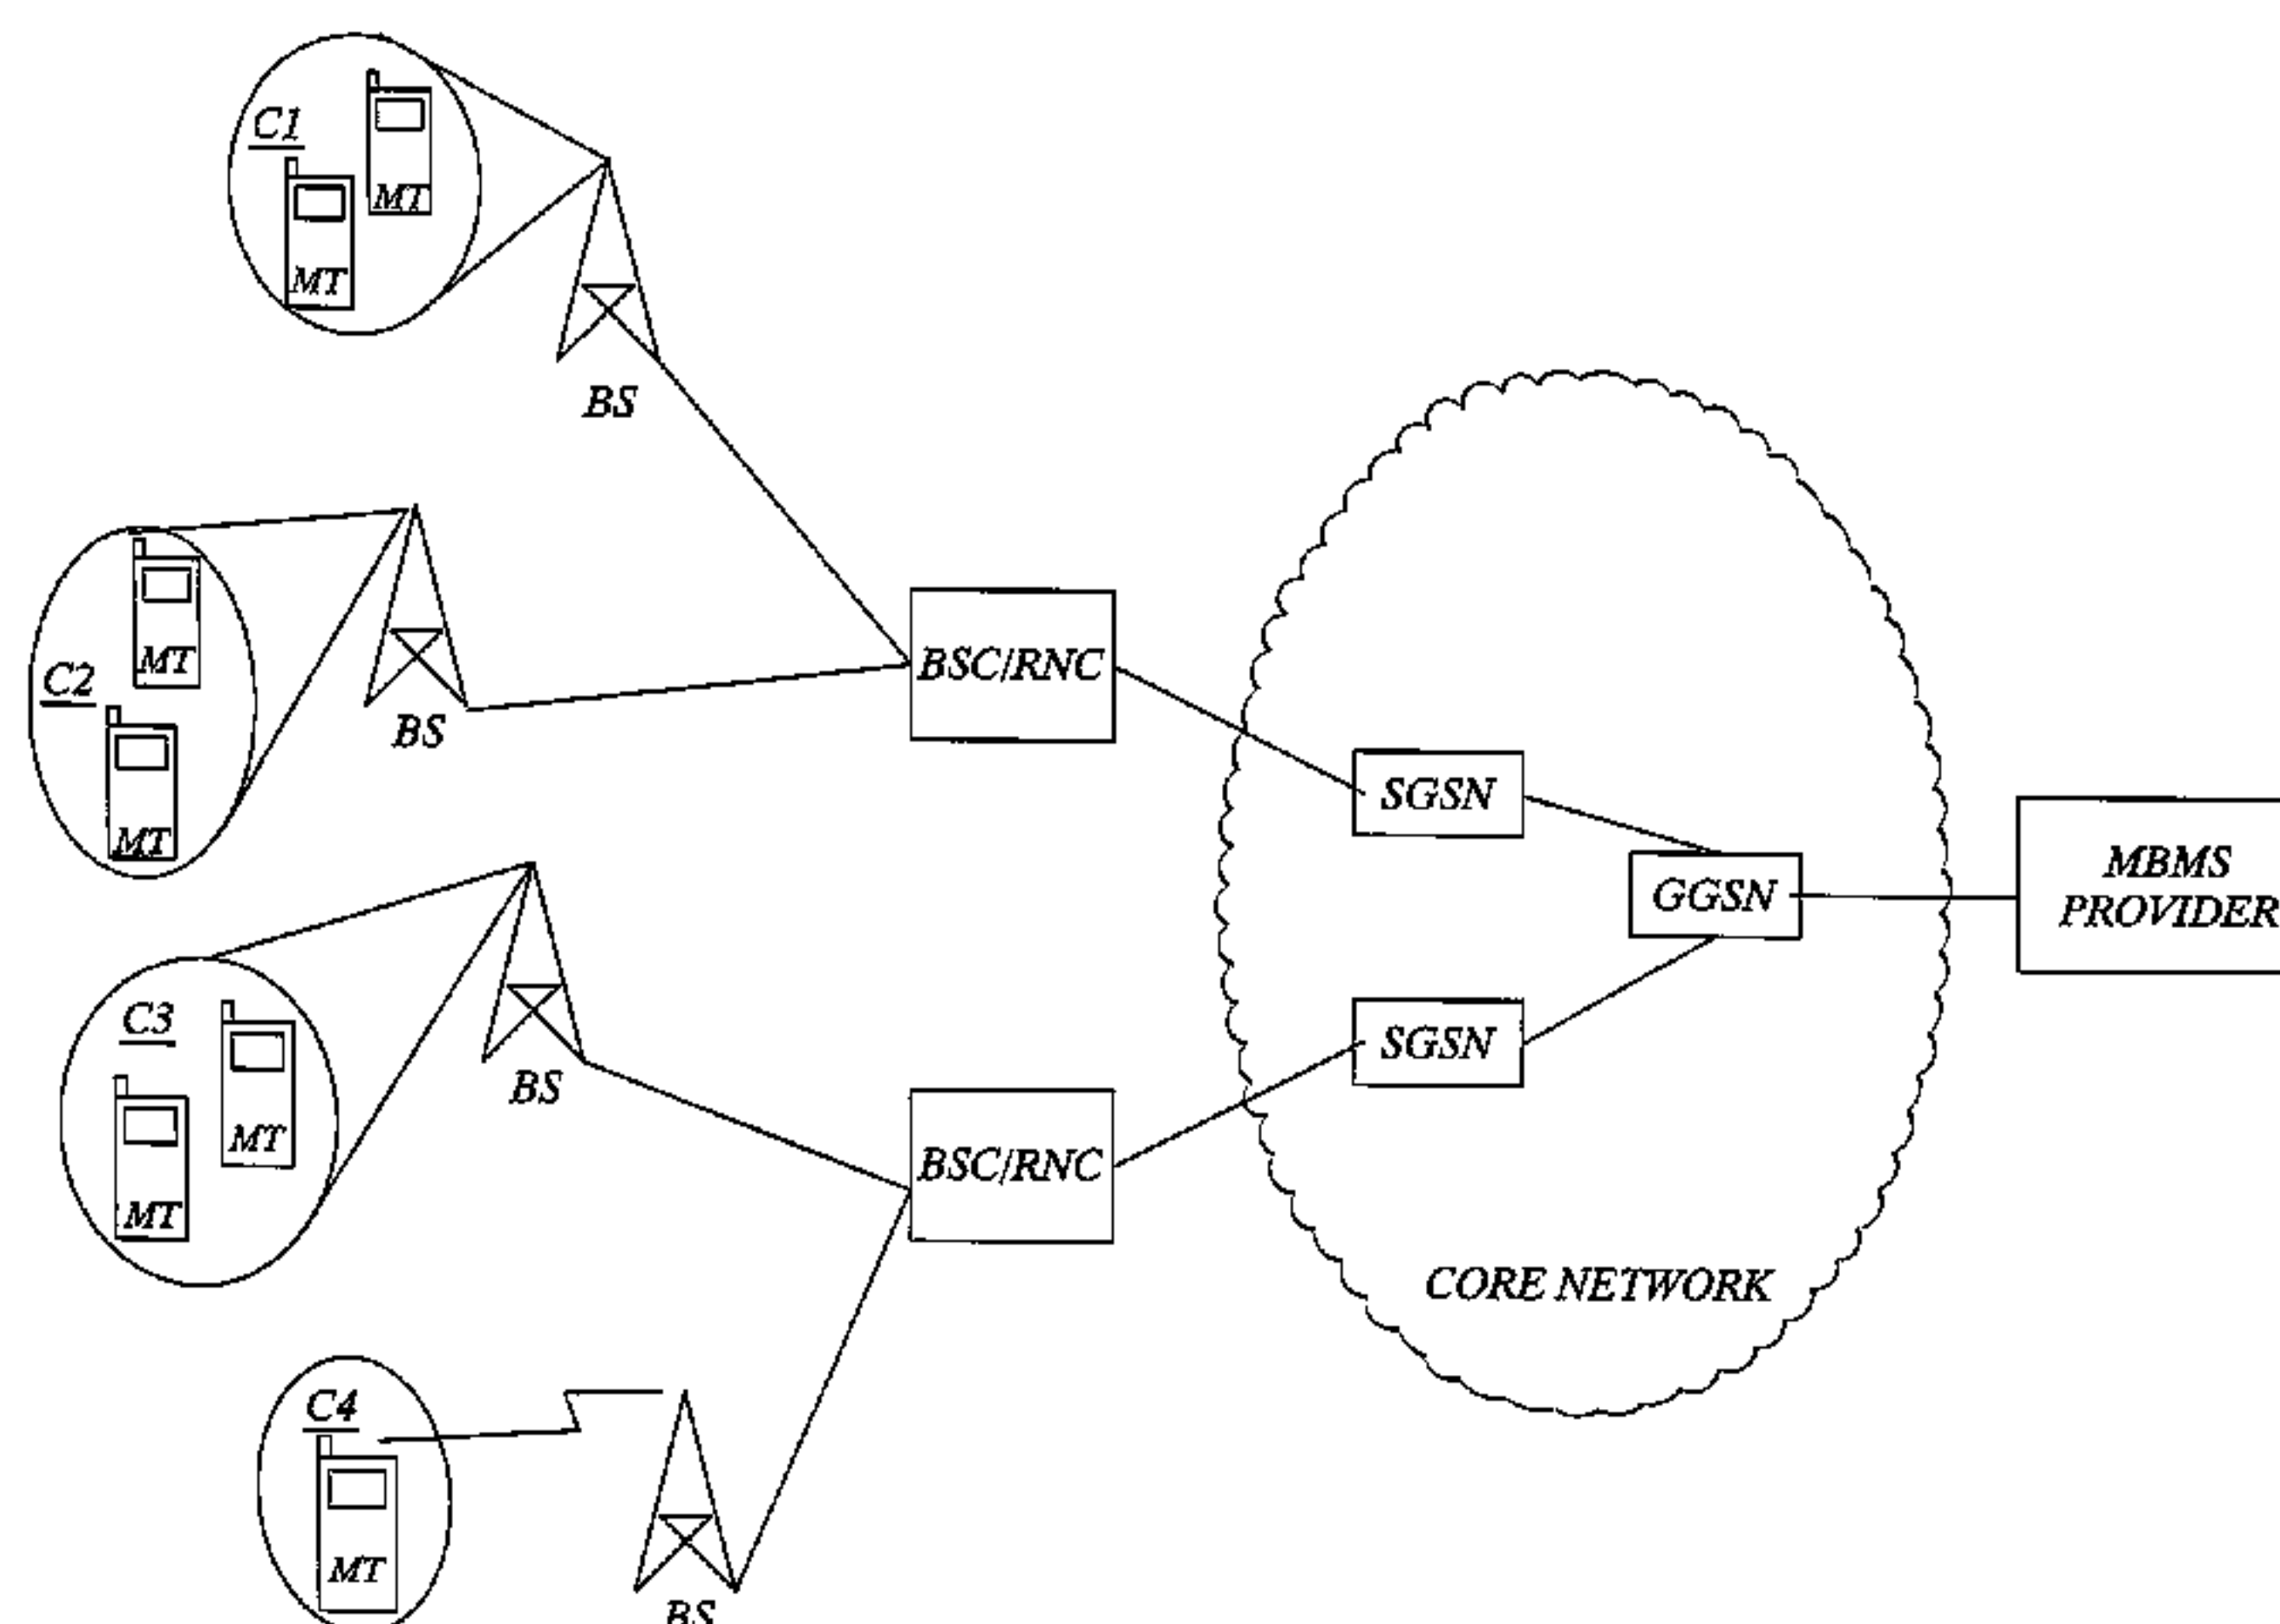 C1
MT
MT
BS
C2
MT
MT
BS
BSC/RNC
SGSN
GGSN
MBMS
PROVIDER
C3
MT
MT
BS
BSC/RNC
SGSN
CORE NETWORK
C4
MT
BS